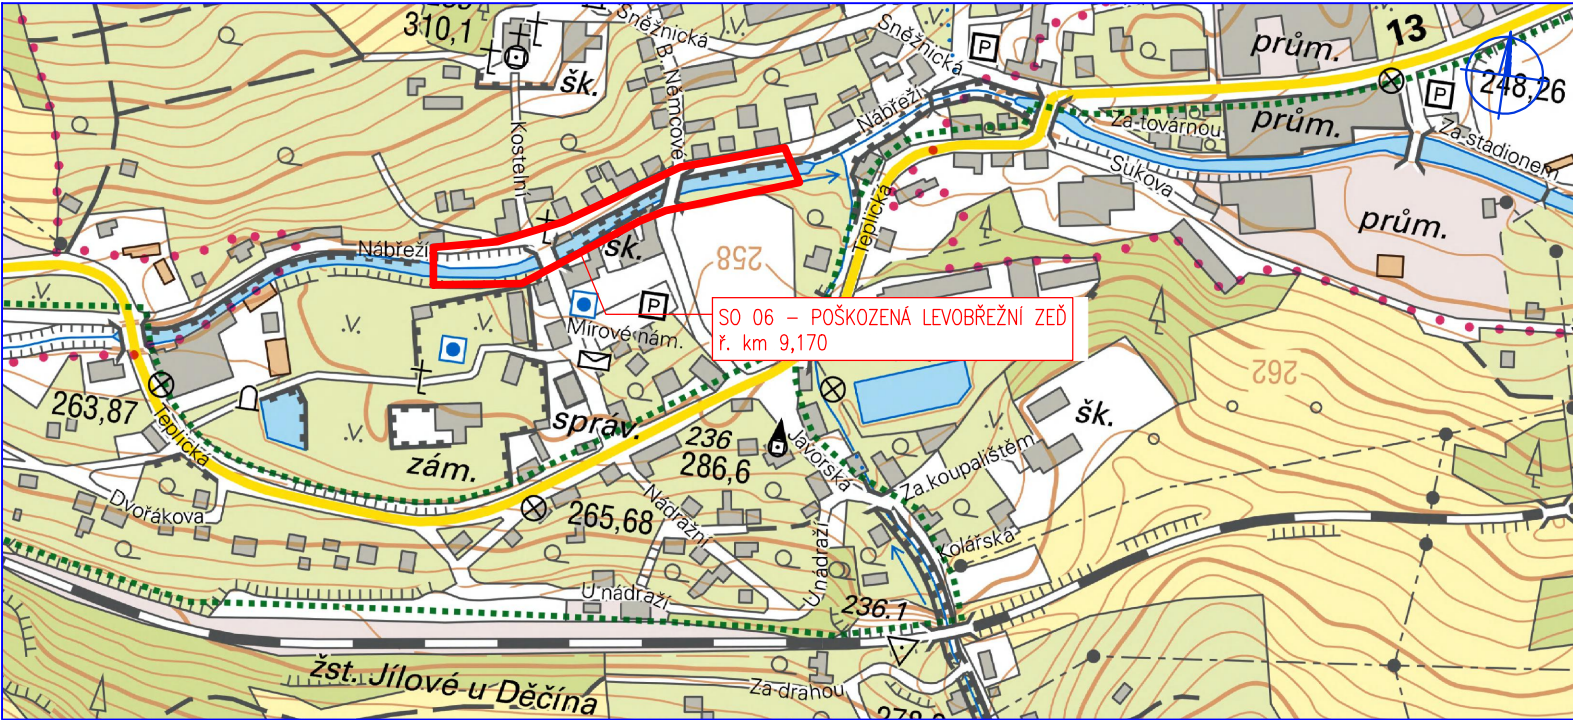 310,1
šk.
Sněžnická
B. Němcové
Kostelní
Sněžnická
P
Nábřeží
prům.
13
248,26
P
prům.
Za továrnou
Za stadionem
Sukova
prům.
Teplická
Nábřeží
šk.
258
P
Mírové nám.
SO 06 – POŠKOZENÁ LEVOBŘEŽNÍ ZEĎ
ř. km 9,170
262
263,87
Teplická
zám.
správ.
236
286,6
Javorská
šk.
Za koupalištěm
Dvořákova
265,68
Nádražní
U nádraží
Kolářská
U nádraží
236.1
žst. Jílové u Děčína
Za drahou